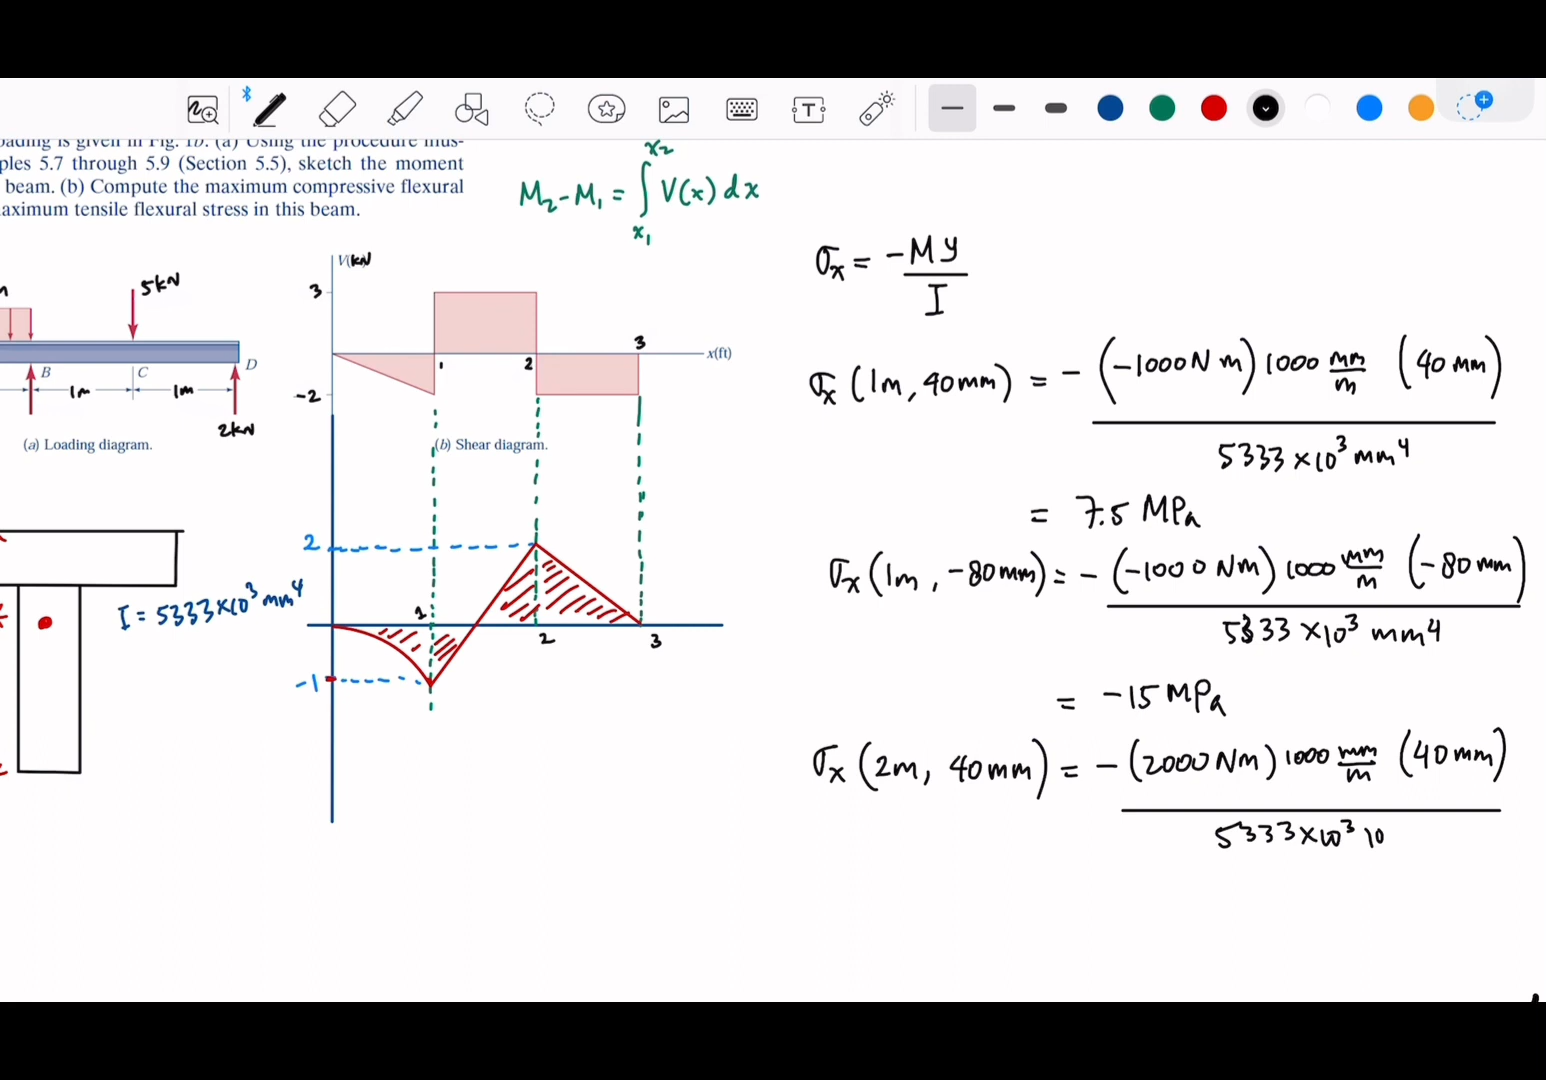 oading is given in Fig. 1b. (a) Using the procedure illus-
ples 5.7 through 5.9 (Section 5.5), sketch the moment
beam. (b) Compute the maximum compressive flexural
aximum tensile flexural stress in this beam.
M₂-M₁ = ∫ₓ₁ˣ² V(x) dx
5kN
B
C
D
1m
1m
2kN
(a) Loading diagram.
V(kN
3
-2
1
2
3
x(ft)
(b) Shear diagram.
2
-1
1
2
3
I = 5333×10³ mm⁴
σx = -My
I
σx (1m, 40mm) = - (-1000 N m) 1000 mm/m (40 mm)
5333 ×10³ mm⁴
= 7.5 MPa
σx (1m, -80mm) = - (-1000 Nm) 1000 mm/m (-80 mm)
5333 ×10³ mm⁴
= -15 MPa
σx (2m, 40mm) = - (2000 Nm) 1000 mm/m (40 mm)
5333×10³ 10